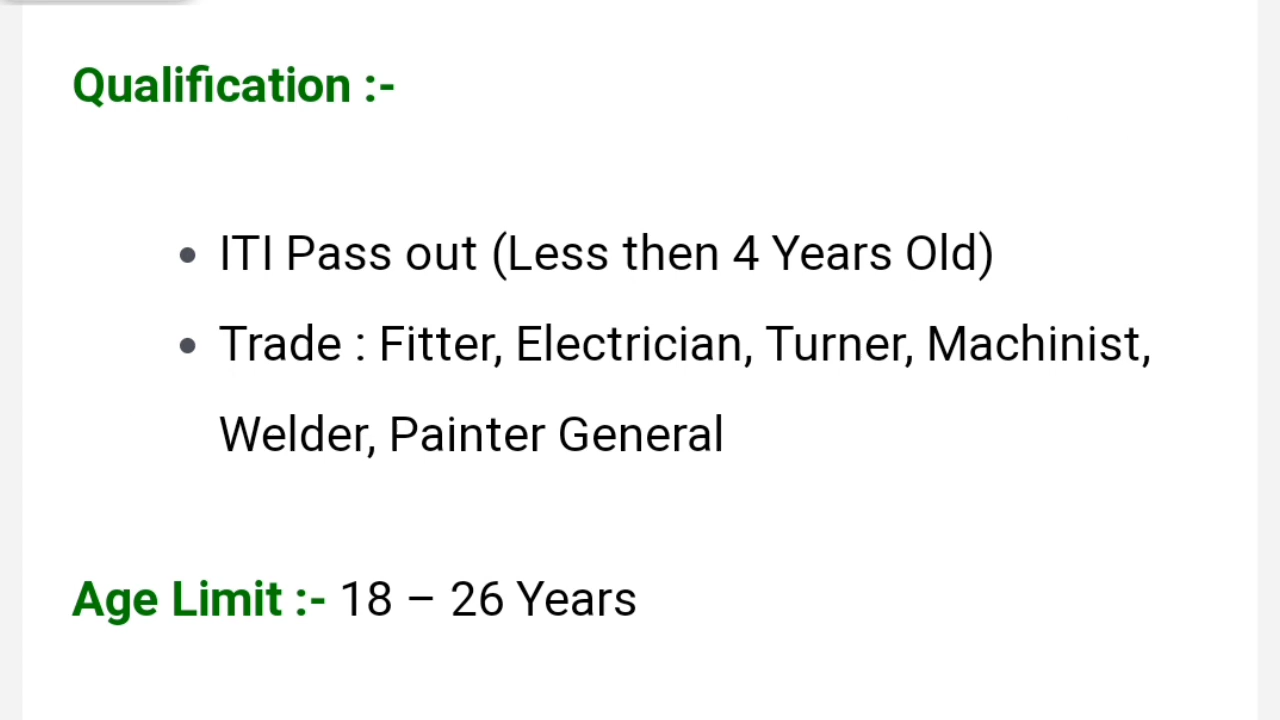 Qualification :-
ITI Pass out (Less then 4 Years Old)
Trade : Fitter, Electrician, Turner, Machinist,
Welder, Painter General
Age Limit :- 18 – 26 Years